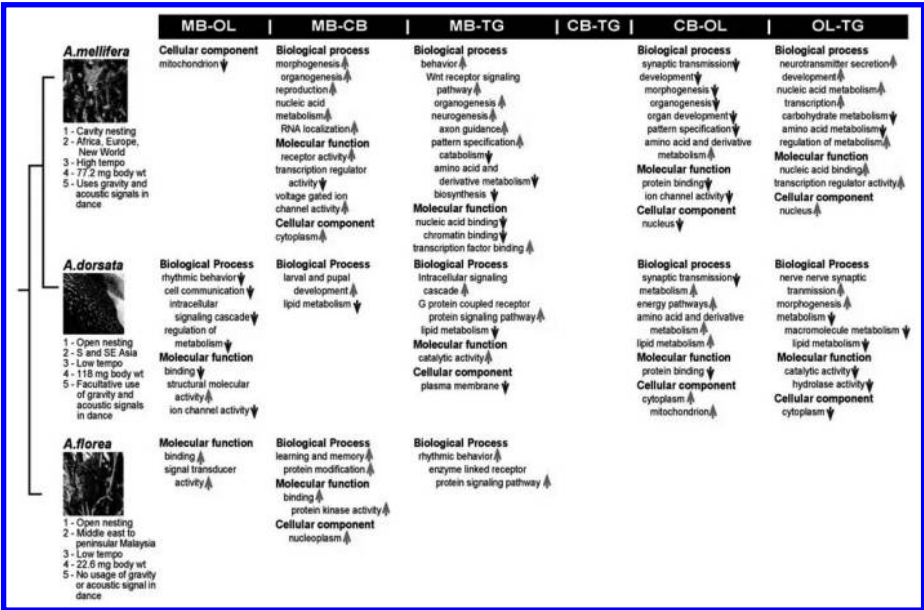 MB-OL | MB-CB | MB-TG | CB-TG | CB-OL | OL-TG
A.mellifera
1 - Cavity nesting
2 - Africa, Europe,
New World
3 - High tempo
4 - 77.2 mg body wt
5 - Uses gravity and
acoustic signals in
dance
Cellular component
mitochondrion
Biological process
morphogenesis
organogenesis
reproduction
nucleic acid
metabolism
RNA localization
Molecular function
receptor activity
transcription regulator
activity
voltage gated ion
channel activity
Cellular component
cytoplasm
Biological process
behavior
Wnt receptor signaling
pathway
organogenesis
neurogenesis
axon guidance
pattern specification
catabolism
amino acid and
derivative metabolism
biosynthesis
Molecular function
nucleic acid binding
chromatin binding
transcription factor binding
Biological process
synaptic transmission
development
morphogenesis
organogenesis
organ development
pattern specification
amino acid and derivative
metabolism
Molecular function
protein binding
ion channel activity
Cellular component
nucleus
Biological process
neurotransmitter secretion
development
nucleic acid metabolism
transcription
carbohydrate metabolism
amino acid metabolism
regulation of metabolism
Molecular function
nucleic acid binding
transcription regulator activity
Cellular component
nucleus
A.dorsata
1 - Open nesting
2 - S and SE Asia
3 - Low tempo
4 - 118 mg body wt
5 - Facultative use
of gravity and
acoustic signals
in dance
Biological Process
rhythmic behavior
cell communication
intracellular
signaling cascade
regulation of
metabolism
Molecular function
binding
structural molecular
activity
ion channel activity
Biological Process
larval and pupal
development
lipid metabolism
Biological Process
Intracellular signaling
cascade
G protein coupled receptor
protein signaling pathway
lipid metabolism
Molecular function
catalytic activity
Cellular component
plasma membrane
Biological Process
synaptic transmission
metabolism
energy pathways
amino acid and derivative
metabolism
lipid metabolism
Molecular function
protein binding
Cellular component
cytoplasm
mitochondrion
Biological Process
nerve nerve synaptic
tranmission
morphogenesis
metabolism
macromolecule metabolism
lipid metabolism
Molecular function
catalytic activity
hydrolase activity
Cellular component
cytoplasm
A.florea
1 - Open nesting
2 - Middle east to
peninsular Malaysia
3 - Low tempo
4 - 22.6 mg body wt
5 - No usage of gravity
or acoustic signal in
dance
Molecular function
binding
signal transducer
activity
Biological Process
learning and memory
protein modification
Molecular function
binding
protein kinase activity
Cellular component
nucleoplasm
Biological Process
rhythmic behavior
enzyme linked receptor
protein signaling pathway